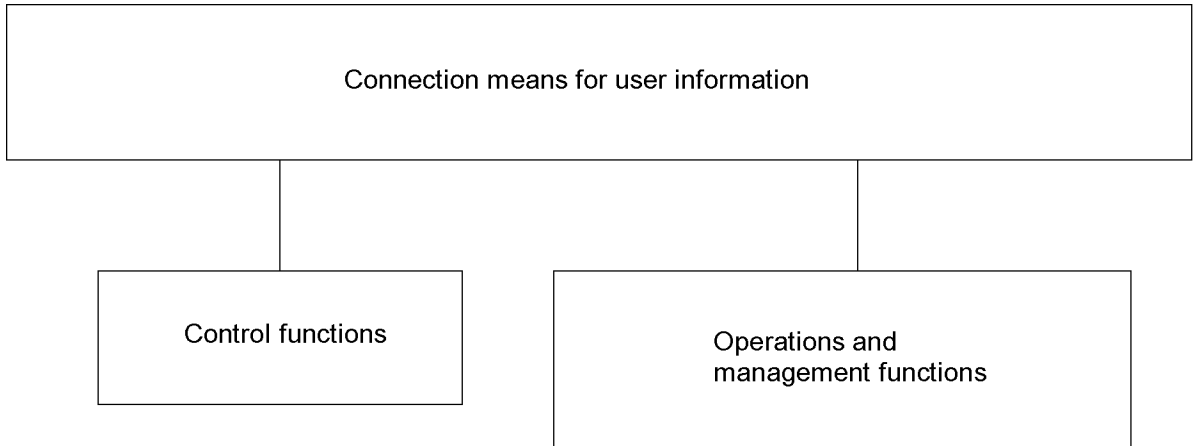 Connection means for user information
Control functions
Operations and
management functions